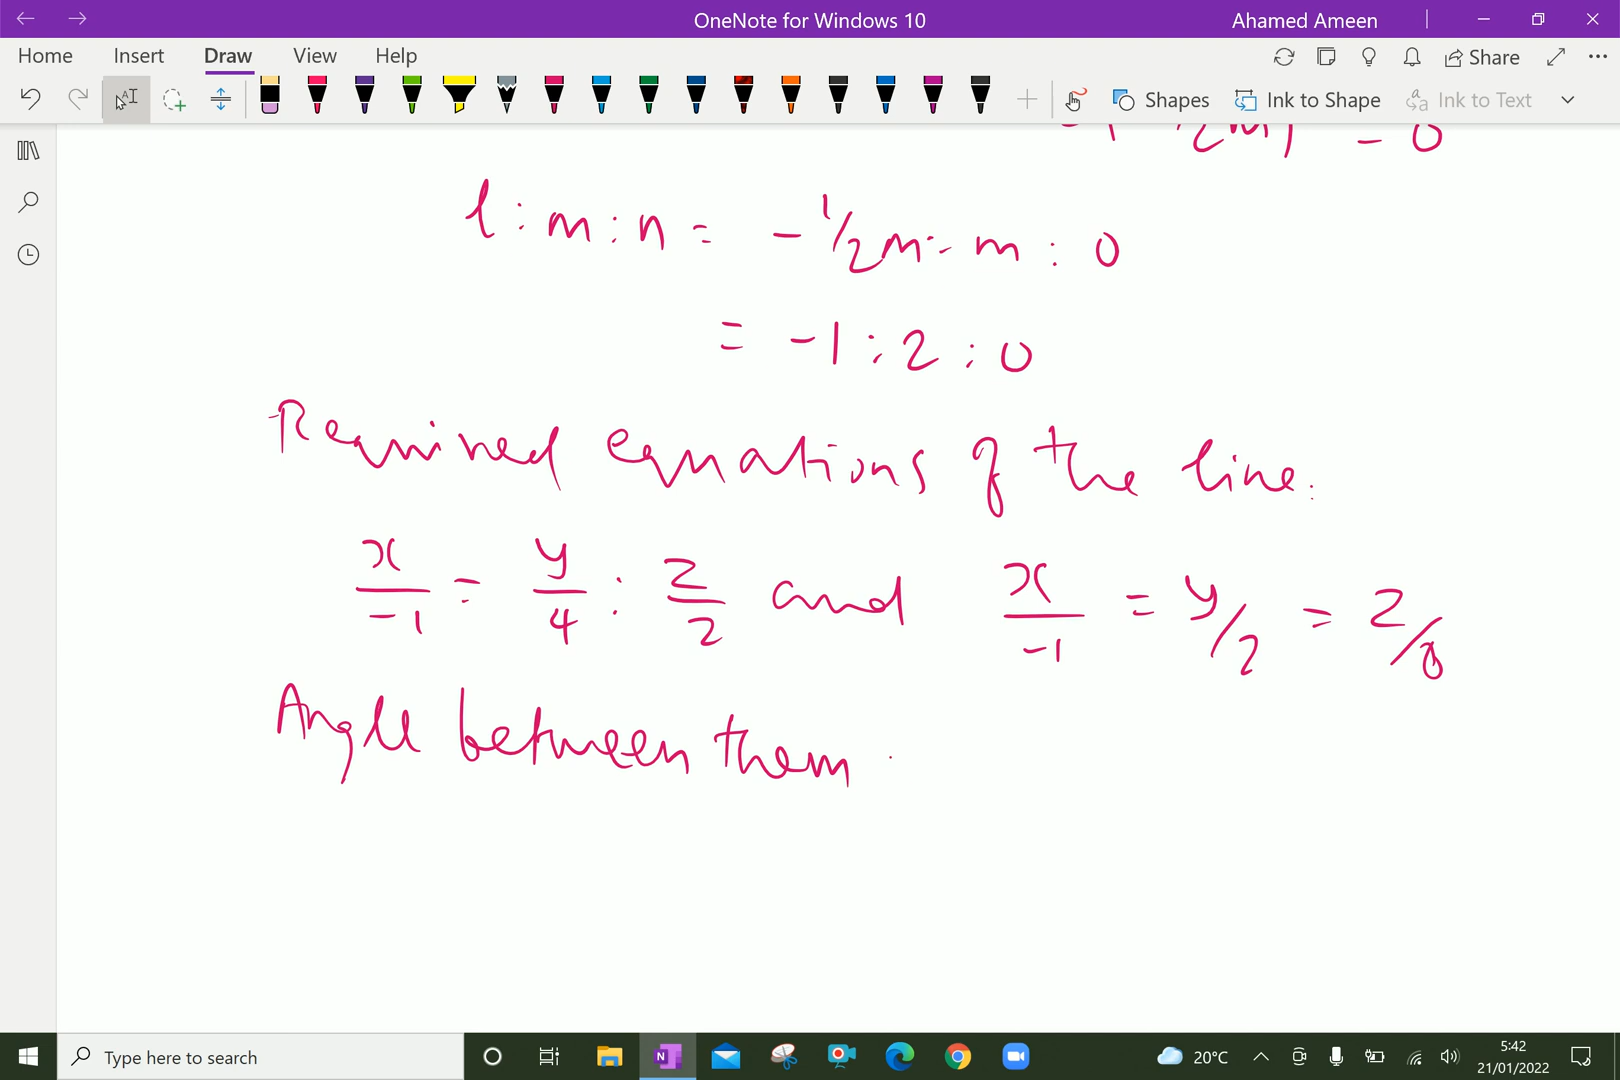 OneNote for Windows 10
Ahamed Ameen
Home Insert Draw View Help
Share
Shapes Ink to Shape Ink to Text
l : m : n = - 1/2 m : m : 0
= -1 : 2 : 0
Required equations of the line:
x/-1 = y/4 : z/2 and x/-1 = y/2 = z/0
Angle between them.
Type here to search
20°C
5:42
21/01/2022